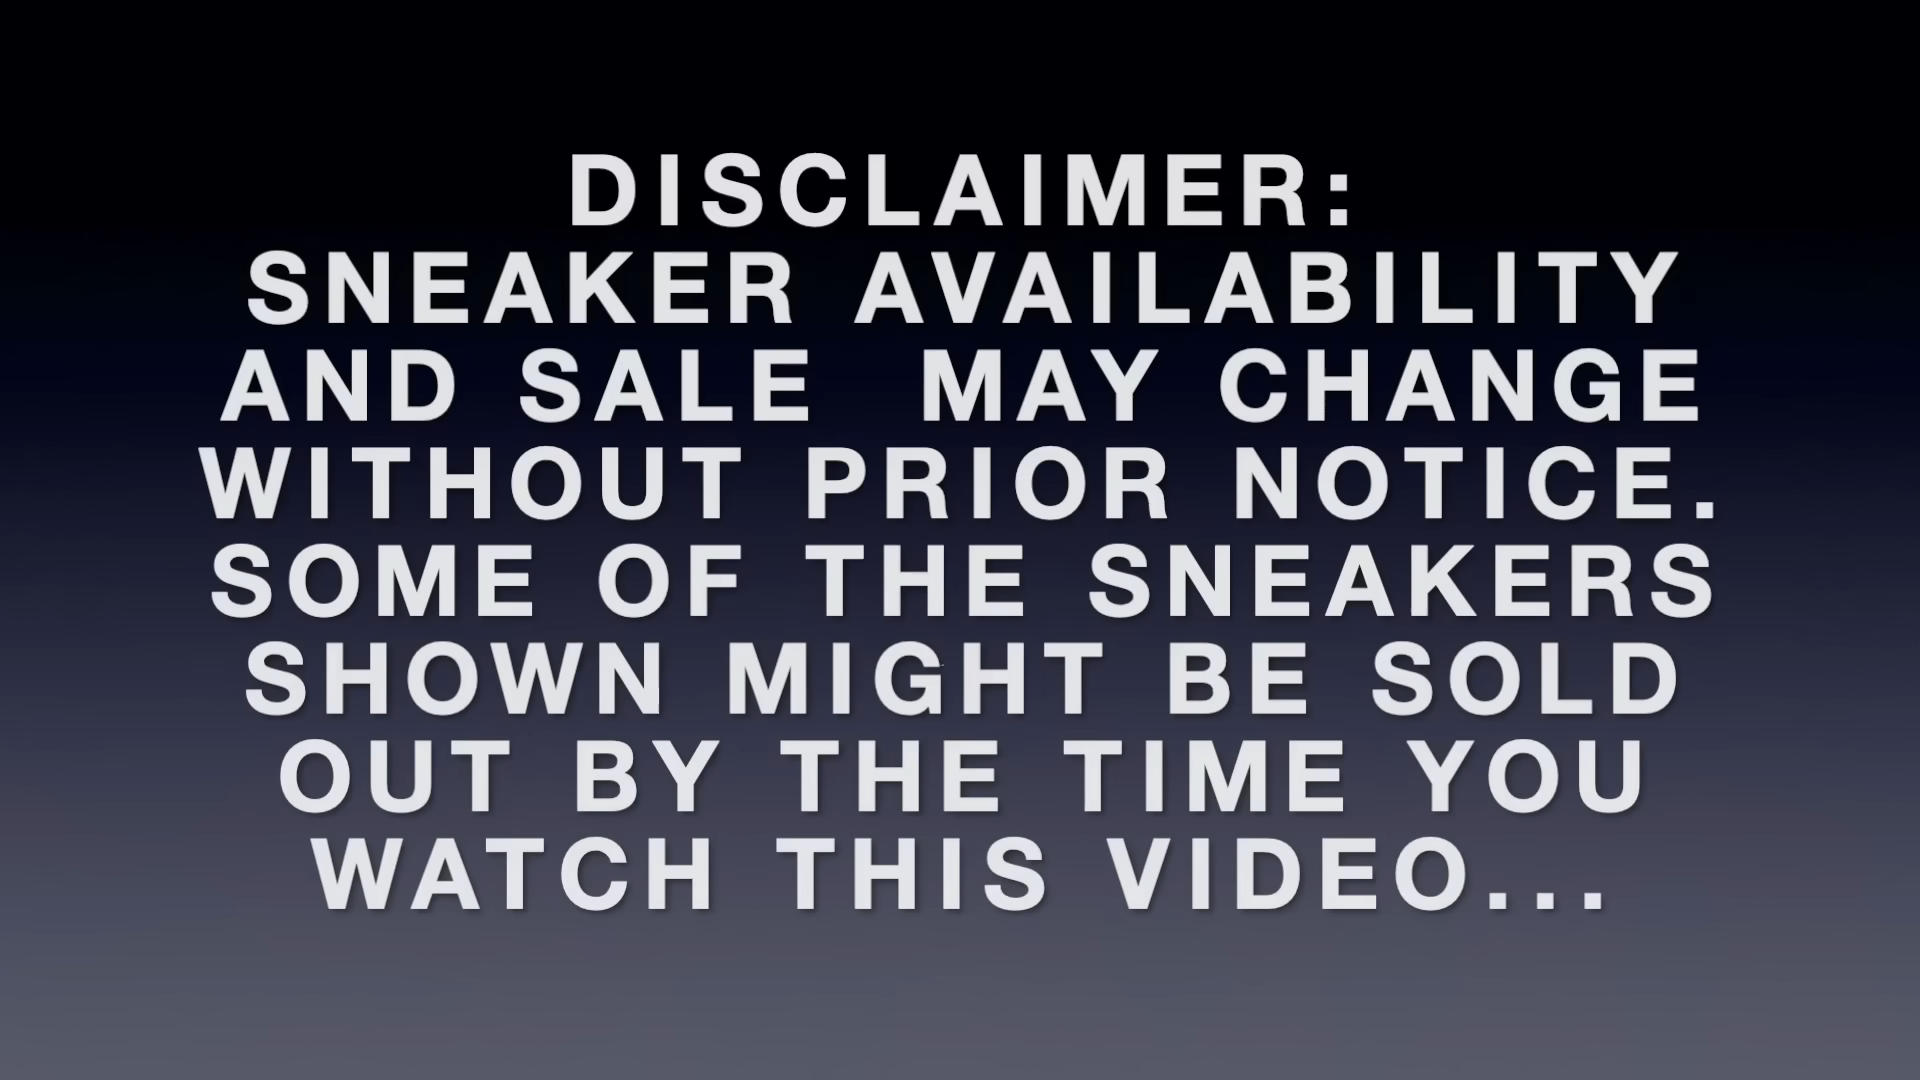 DISCLAIMER:
SNEAKER AVAILABILITY
AND SALE  MAY CHANGE
WITHOUT PRIOR NOTICE.
SOME OF THE SNEAKERS
SHOWN MIGHT BE SOLD
OUT BY THE TIME YOU
WATCH THIS VIDEO...